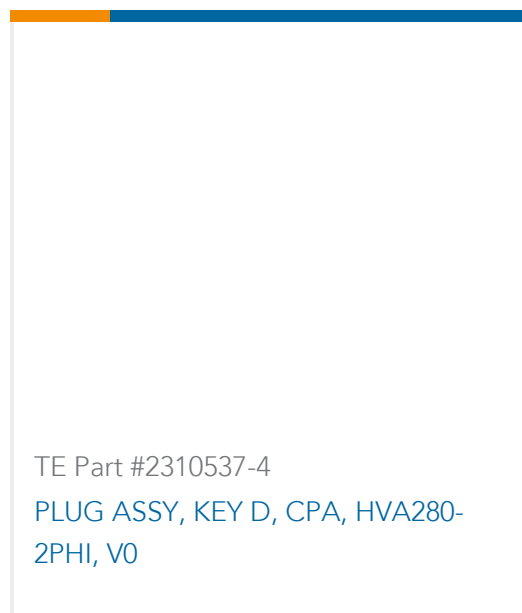 TE Part #2310537-4
PLUG ASSY, KEY D, CPA, HVA280-
2PHI, V0